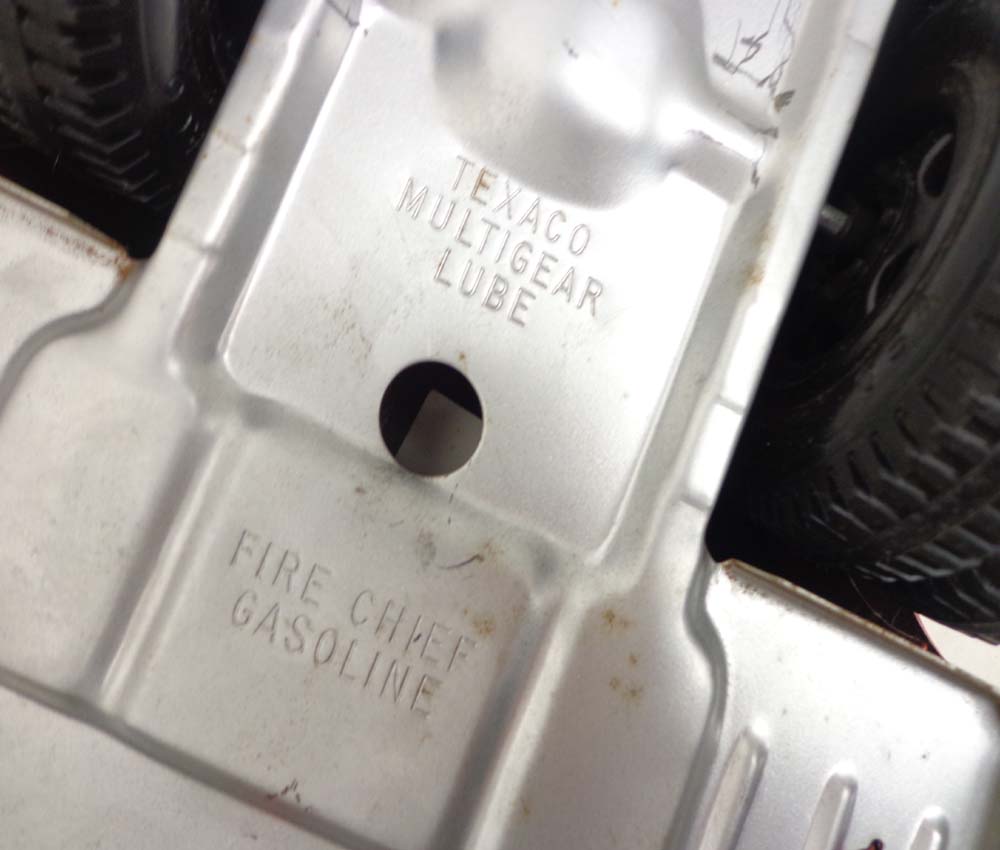 TEXACO
MULTIGEAR
LUBE
FIRE CHIEF
GASOLINE